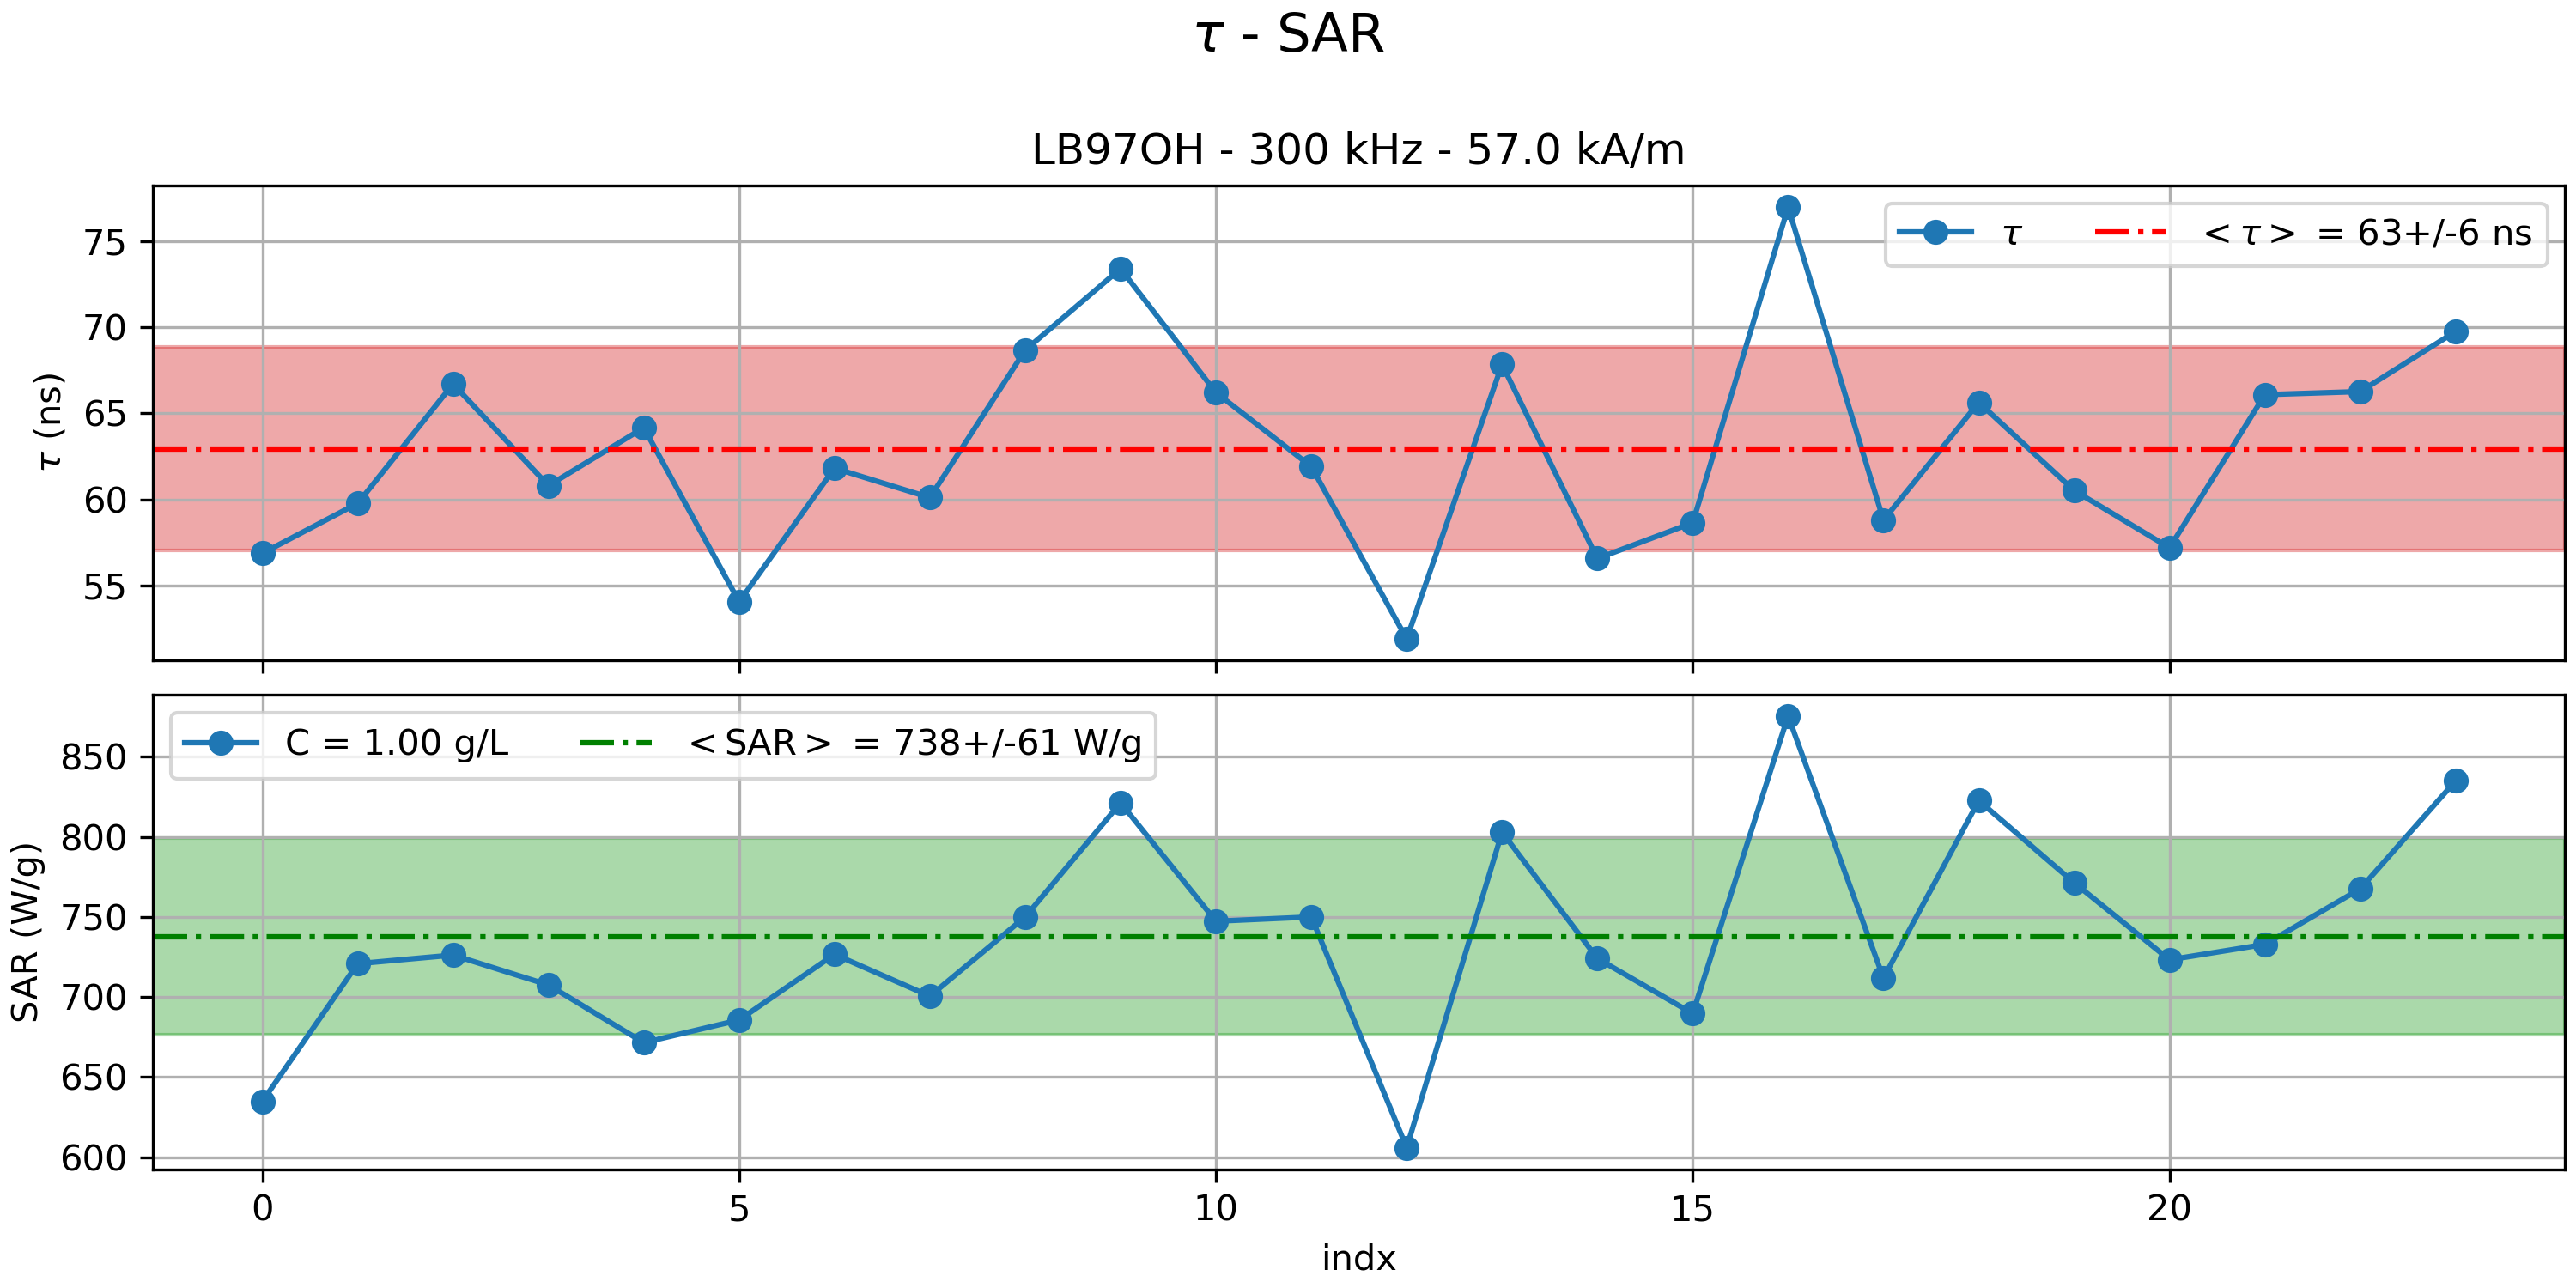 τ - SAR
LB97OH - 300 kHz - 57.0 kA/m
τ <τ> = 63+/-6 ns
75
70
65
60
55
τ (ns)
C = 1.00 g/L <SAR> = 738+/-61 W/g
850
800
750
700
650
600
SAR (W/g)
0 5 10 15 20
indx